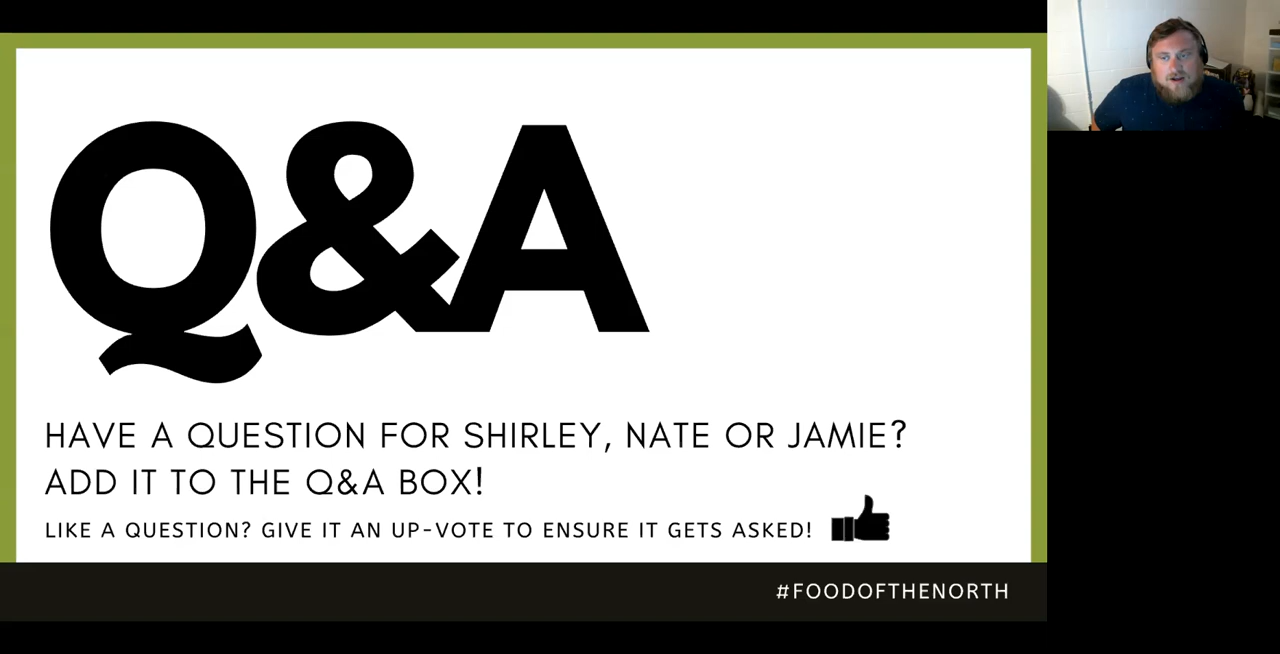 Q&A
HAVE A QUESTION FOR SHIRLEY, NATE OR JAMIE?
ADD IT TO THE Q&A BOX!
LIKE A QUESTION? GIVE IT AN UP-VOTE TO ENSURE IT GETS ASKED!
#FOODOFTHENORTH